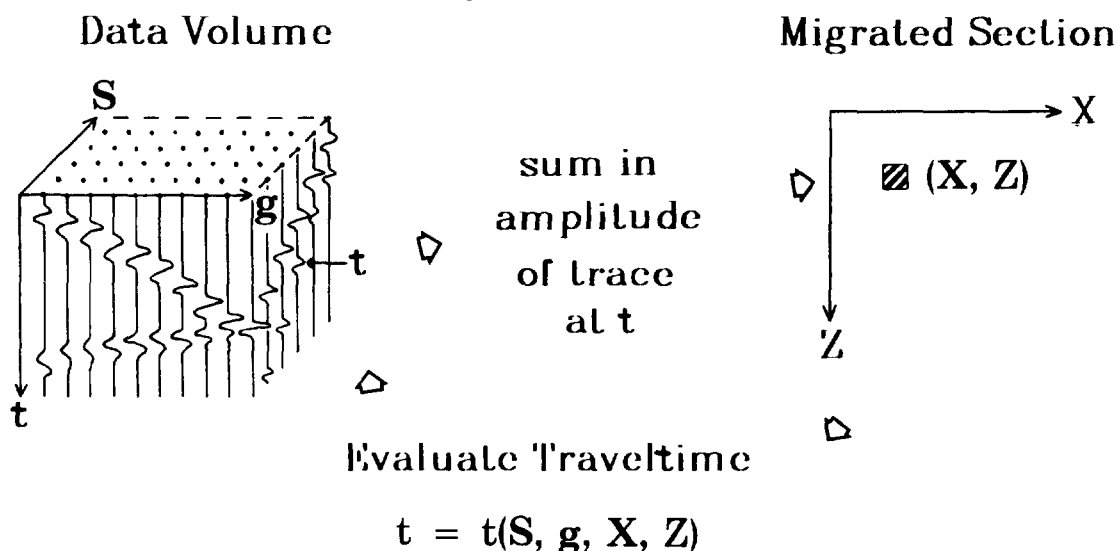 Data Volume
Migrated Section
S
g
t
t
sum in
amplitude
of trace
at t
X
(X, Z)
Z
Evaluate Traveltime
t = t(S, g, X, Z)